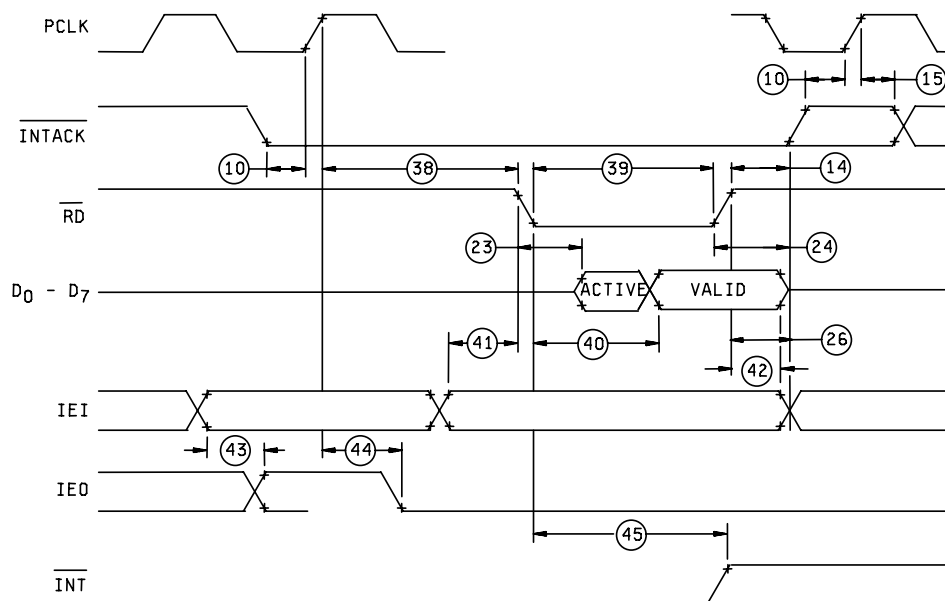 PCLK
10 15
INTACK
10 38 39 14
RD
23 24
D0 - D7 ACTIVE VALID
41 40 26
42
IEI
43 44
IEO
45
INT